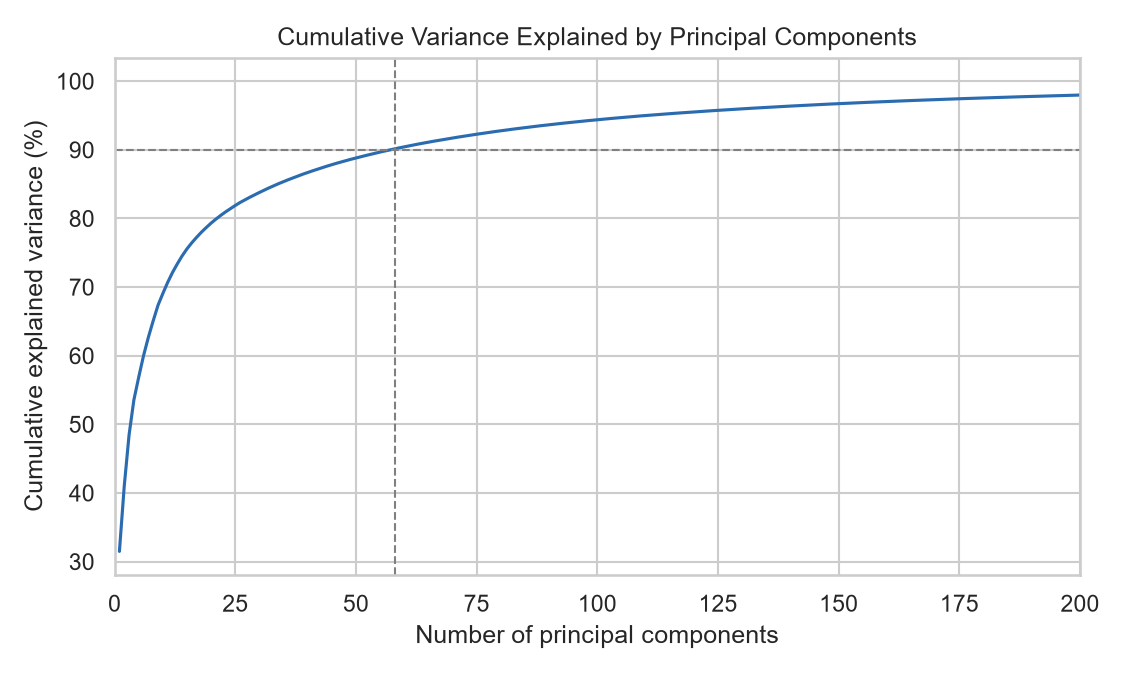 Cumulative Variance Explained by Principal Components
Cumulative explained variance (%)
100
90
80
70
60
50
40
30
0 25 50 75 100 125 150 175 200
Number of principal components